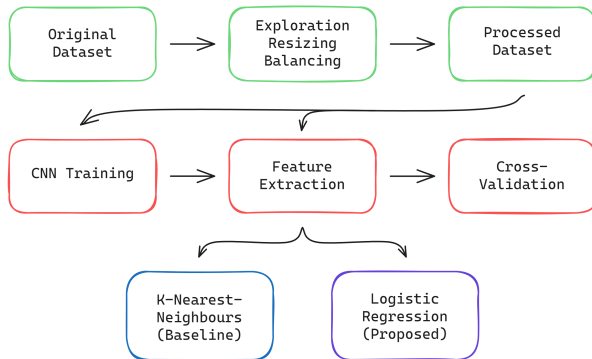 Original
Dataset
Exploration
Resizing
Balancing
Processed
Dataset
CNN Training
Feature
Extraction
Cross-
Validation
K-Nearest-
Neighbours
(Baseline)
Logistic
Regression
(Proposed)